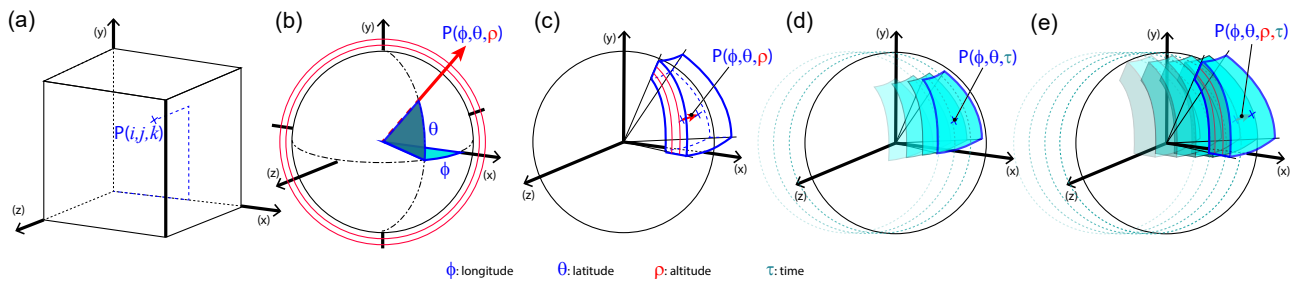 (a)
(y)
P(i,j,k)
(z)
(x)
(b)
(y)
P(ϕ,θ,ρ)
θ
ϕ
(z)
(x)
(c)
(y)
P(ϕ,θ,ρ)
(z)
(x)
(d)
(y)
P(ϕ,θ,τ)
(z)
(x)
(e)
(y)
P(ϕ,θ,ρ,τ)
(z)
(x)
ϕ: longitude θ: latitude ρ: altitude τ: time